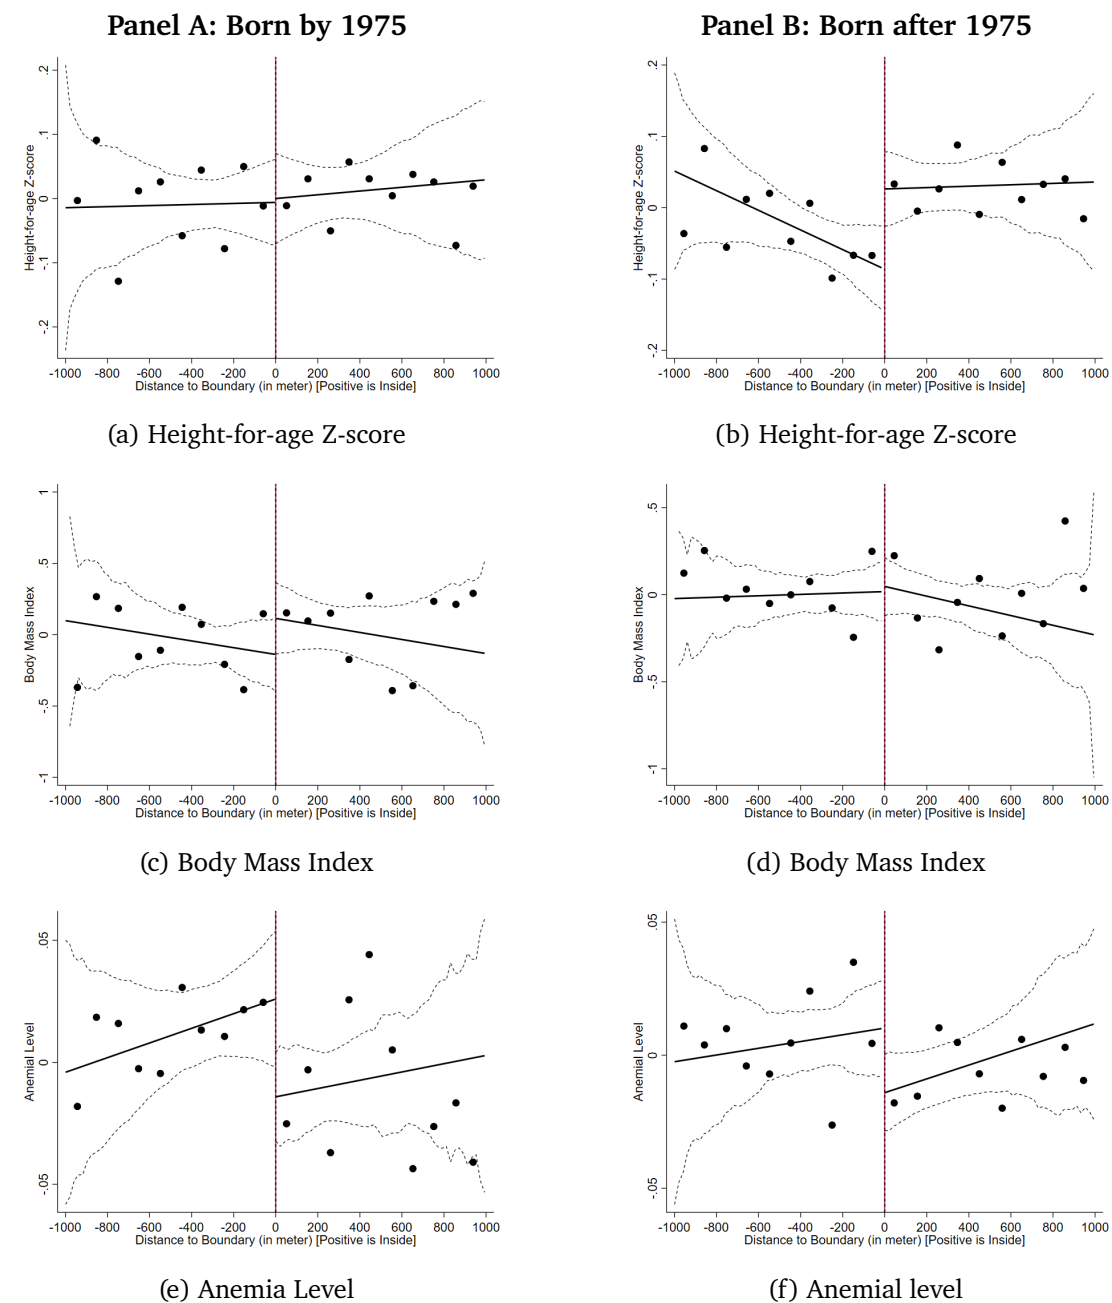 Panel A: Born by 1975
Panel B: Born after 1975
Height-for-age Z-score
.2
.1
0
-.1
-.2
-1000 -800 -600 -400 -200 0 200 400 600 800 1000
Distance to Boundary (in meter) [Positive is Inside]
(a) Height-for-age Z-score
Height-for-age Z-score
.2
.1
0
-.1
-.2
-1000 -800 -600 -400 -200 0 200 400 600 800 1000
Distance to Boundary (in meter) [Positive is Inside]
(b) Height-for-age Z-score
Body Mass Index
1
.5
0
-.5
-1
-1000 -800 -600 -400 -200 0 200 400 600 800 1000
Distance to Boundary (in meter) [Positive is Inside]
(c) Body Mass Index
Body Mass Index
.5
0
-.5
-1
-1000 -800 -600 -400 -200 0 200 400 600 800 1000
Distance to Boundary (in meter) [Positive is Inside]
(d) Body Mass Index
Anemial Level
.05
0
-.05
-1000 -800 -600 -400 -200 0 200 400 600 800 1000
Distance to Boundary (in meter) [Positive is Inside]
(e) Anemia Level
Anemial Level
.05
0
-.05
-1000 -800 -600 -400 -200 0 200 400 600 800 1000
Distance to Boundary (in meter) [Positive is Inside]
(f) Anemial level